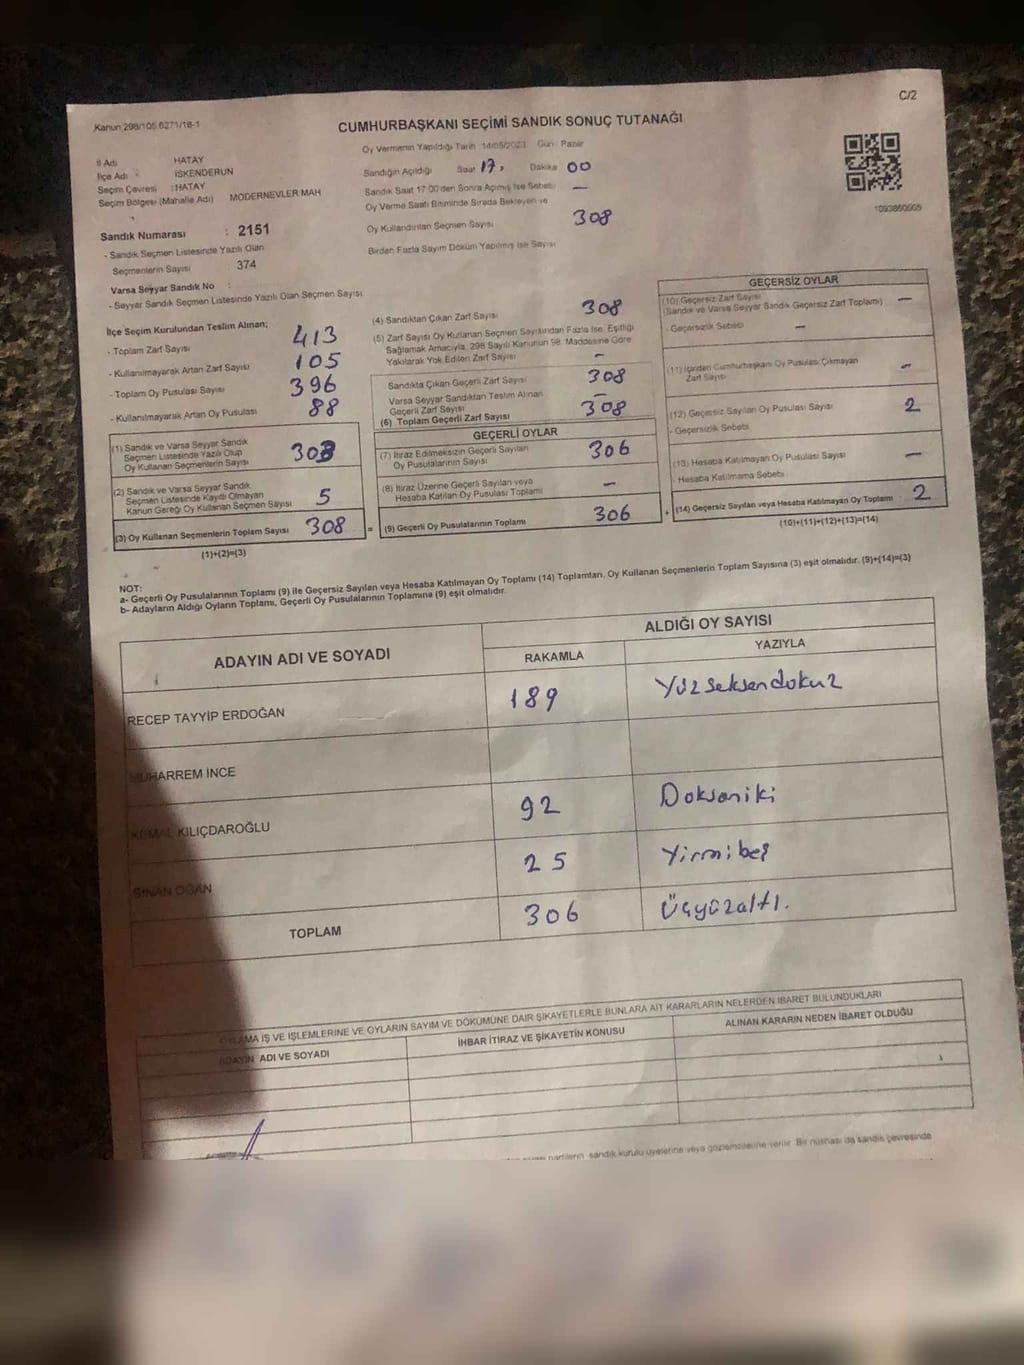 C/2
Kanun 298/105 6271/18-1
CUMHURBAŞKANI SEÇİMİ SANDIK SONUÇ TUTANAĞI
İl Adı HATAY
İlçe Adı İSKENDERUN
Seçim Çevresi : HATAY
Seçim Bölgesi (Mahalle Adı) MODERNEVLER MAH
Oy Vermenin Yapıldığı Tarih 14/05/2023 Gün : Pazar
Sandığın Açıldığı Saat 17, Dakika 00
Sandık Saat 17:00'den Sonra Açılmış İse Sebebi —
Oy Verme Saati Bitiminde Sırada Bekleyen ve
Oy Kullandırılan Seçmen Sayısı 308
Birden Fazla Sayım Döküm Yapılmış İse Sayısı
Sandık Numarası : 2151
- Sandık Seçmen Listesinde Yazılı Olan
Seçmenlerin Sayısı 374
Varsa Seyyar Sandık No :
- Seyyar Sandık Seçmen Listesinde Yazılı Olan Seçmen Sayısı
İlçe Seçim Kurulundan Teslim Alınan;
- Toplam Zarf Sayısı 413
- Kullanılmayarak Artan Zarf Sayısı 105
- Toplam Oy Pusulası Sayısı 396
- Kullanılmayarak Artan Oy Pusulası 88
(1) Sandık ve Varsa Seyyar Sandık
Seçmen Listesinde Yazılı Olup
Oy Kullanan Seçmenlerin Sayısı
(2) Sandık ve Varsa Seyyar Sandık
Seçmen Listesinde Kaydı Olmayan
Kanun Gereği Oy Kullanan Seçmen Sayısı 5
(3) Oy Kullanan Seçmenlerin Toplam Sayısı 308
(1)+(2)=(3)
(4) Sandıktan Çıkan Zarf Sayısı 308
(5) Zarf Sayısı Oy Kullanan Seçmen Sayısından Fazla İse, Eşitliği
Sağlamak Amacıyla, 298 Sayılı Kanunun 98. Maddesine Göre
Yakılarak Yok Edilen Zarf Sayısı —
Sandıkta Çıkan Geçerli Zarf Sayısı 308
Varsa Seyyar Sandıktan Teslim Alınan
Geçerli Zarf Sayısı —
(6) Toplam Geçerli Zarf Sayısı 308
GEÇERLİ OYLAR
(7) İtiraz Edilmeksizin Geçerli Sayılan
Oy Pusulalarının Sayısı 306
(8) İtiraz Üzerine Geçerli Sayılan veya
Hesaba Katılan Oy Pusulası Toplamı —
= (9) Geçerli Oy Pusulalarının Toplamı 306
GEÇERSİZ OYLAR
(10) Geçersiz Zarf Sayısı
(Sandık ve Varsa Seyyar Sandık Geçersiz Zarf Toplamı) —
- Geçersizlik Sebebi —
(11) İçinden Cumhurbaşkanı Oy Pusulası Çıkmayan
Zarf Sayısı —
(12) Geçersiz Sayılan Oy Pusulası Sayısı 2
- Geçersizlik Sebebi
(13) Hesaba Katılmayan Oy Pusulası Sayısı —
- Hesaba Katılmama Sebebi
+ (14) Geçersiz Sayılan veya Hesaba Katılmayan Oy Toplamı 2
(10)+(11)+(12)+(13)=(14)
NOT:
a- Geçerli Oy Pusulalarının Toplamı (9) ile Geçersiz Sayılan veya Hesaba Katılmayan Oy Toplamı (14) Toplamları, Oy Kullanan Seçmenlerin Toplam Sayısına (3) eşit olmalıdır. (9)+(14)=(3)
b- Adayların Aldığı Oyların Toplamı, Geçerli Oy Pusulalarının Toplamına (9) eşit olmalıdır.
ADAYIN ADI VE SOYADI ALDIĞI OY SAYISI
RAKAMLA YAZIYLA
RECEP TAYYİP ERDOĞAN 189 Yüzseksendokuz
MUHARREM İNCE
KEMAL KILIÇDAROĞLU 92 Doksaniki
SİNAN OĞAN 25 Yirmibeş
TOPLAM 306 Üçyüzaltı.
OYLAMA İŞ VE İŞLEMLERİNE VE OYLARIN SAYIM VE DÖKÜMÜNE DAİR ŞİKAYETLERLE BUNLARA AİT KARARLARIN NELERDEN İBARET BULUNDUKLARI
ADAYIN ADI VE SOYADI İHBAR İTİRAZ VE ŞİKAYETİN KONUSU ALINAN KARARIN NEDEN İBARET OLDUĞU
partilerin sandık kurulu üyelerine veya gözlemcilerine verilir. Bir nüshası da sandık çevresinde